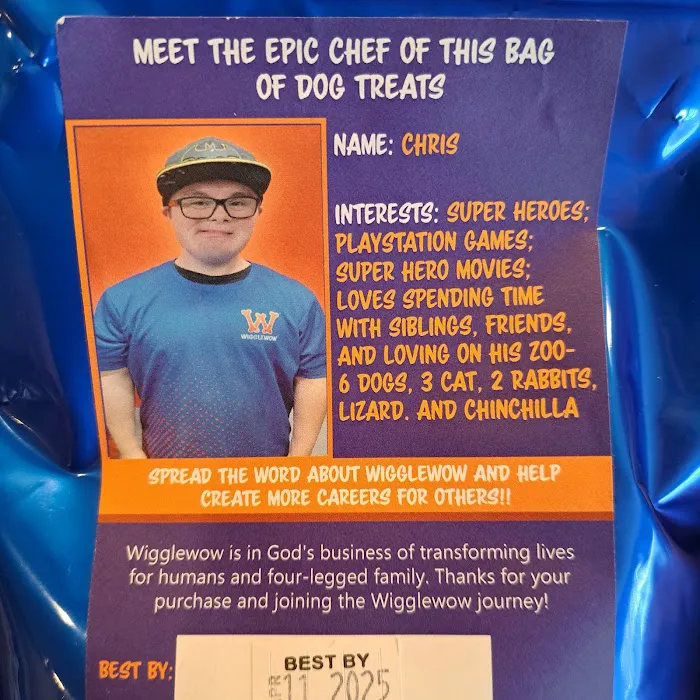 MEET THE EPIC CHEF OF THIS BAG
OF DOG TREATS
NAME: CHRIS
INTERESTS: SUPER HEROES;
PLAYSTATION GAMES;
SUPER HERO MOVIES;
LOVES SPENDING TIME
WITH SIBLINGS, FRIENDS,
AND LOVING ON HIS ZOO-
6 DOGS, 3 CAT, 2 RABBITS,
LIZARD. AND CHINCHILLA
W
WIGGLEWOW
SPREAD THE WORD ABOUT WIGGLEWOW AND HELP
CREATE MORE CAREERS FOR OTHERS!!
Wigglewow is in God's business of transforming lives
for humans and four-legged family. Thanks for your
purchase and joining the Wigglewow journey!
BEST BY:
BEST BY
APR 11 2025